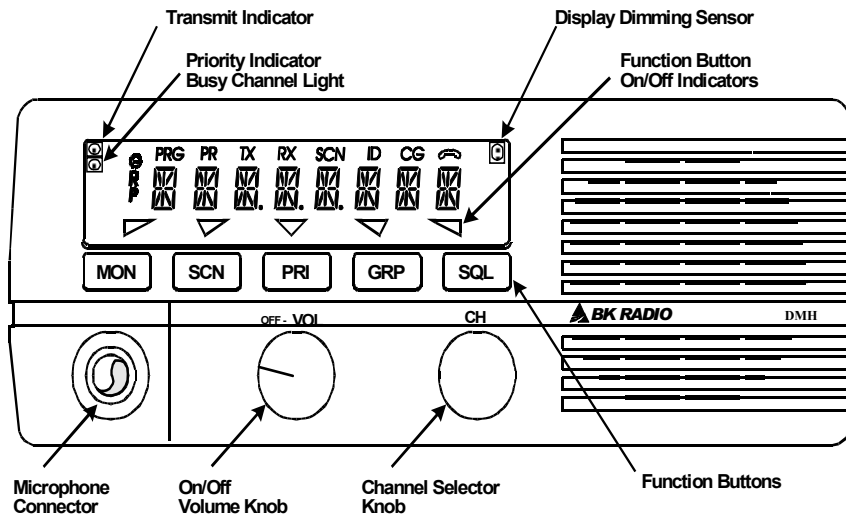 Transmit Indicator
Display Dimming Sensor
Priority Indicator
Busy Channel Light
Function Button
On/Off Indicators
PRG PR TX RX SCN ID CG
MON SCN PRI GRP SQL
OFF - VOL
CH
BK RADIO
DMH
Microphone
Connector
On/Off
Volume Knob
Channel Selector
Knob
Function Buttons